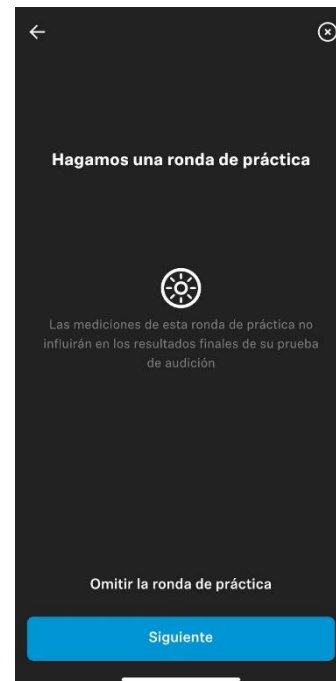 Hagamos una ronda de práctica
Las mediciones de esta ronda de práctica no
influirán en los resultados finales de su prueba
de audición
Omitir la ronda de práctica
Siguiente